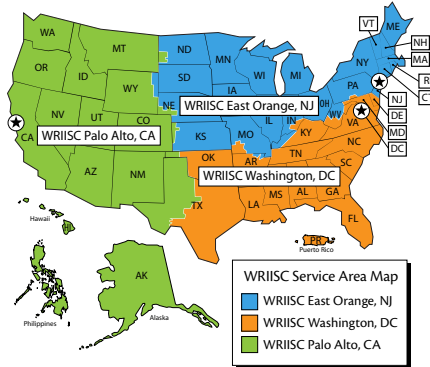 VT
ME
WA
MT
ND
MN
NH
MA
OR
ID
SD
WI
MI
NY
R
C
WY
IA
PA
NJ
NE
WRIISC East Orange, NJ
OH
DE
NV
UT
CO
IL
IN
WV
VA
MD
CA
WRIISC Palo Alto, CA
KS
MO
KY
DC
NC
OK
TN
AZ
NM
AR
SC
WRIISC Washington, DC
MS
AL
GA
TX
LA
FL
Hawaii
HI
PR
Puerto Rico
AK
Philippines
Alaska
WRIISC Service Area Map
WRIISC East Orange, NJ
WRIISC Washington, DC
WRIISC Palo Alto, CA